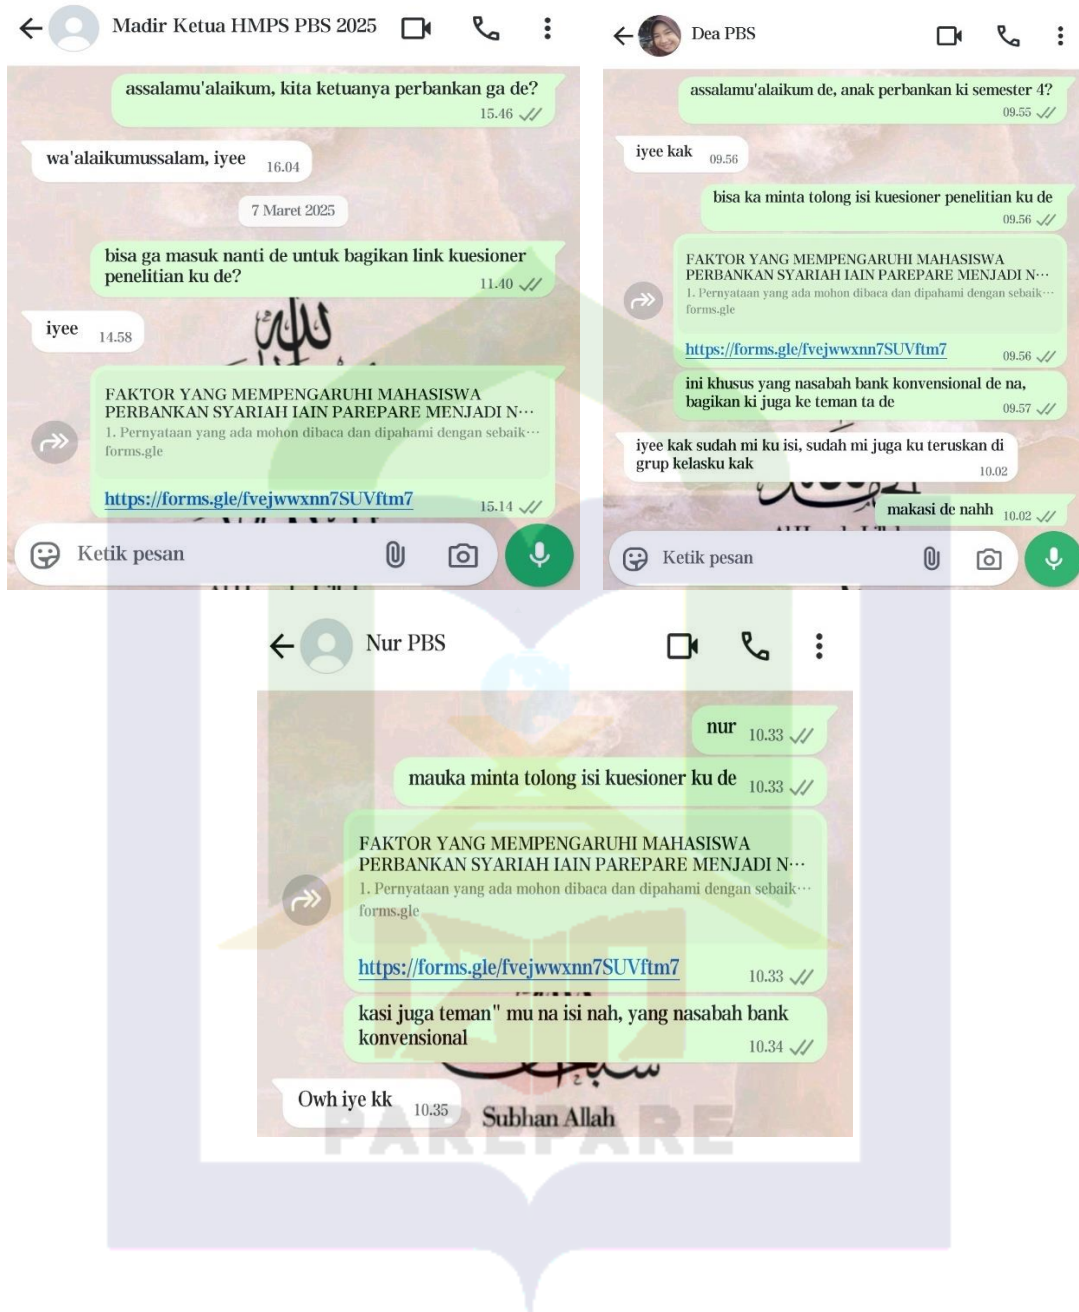 Madir Ketua HMPS PBS 2025
assalamu'alaikum, kita ketuanya perbankan ga de?
15.46
wa'alaikumussalam, iyee
16.04
7 Maret 2025
bisa ga masuk nanti de untuk bagikan link kuesioner
penelitian ku de?
11.40
iyee
14.58
FAKTOR YANG MEMPENGARUHI MAHASISWA
PERBANKAN SYARIAH IAIN PAREPARE MENJADI N…
1. Pernyataan yang ada mohon dibaca dan dipahami dengan sebaik…
forms.gle
https://forms.gle/fvejwwxnn7SUVftm7
15.14
Ketik pesan
Dea PBS
assalamu'alaikum de, anak perbankan ki semester 4?
09.55
iyee kak
09.56
bisa ka minta tolong isi kuesioner penelitian ku de
09.56
FAKTOR YANG MEMPENGARUHI MAHASISWA
PERBANKAN SYARIAH IAIN PAREPARE MENJADI N…
1. Pernyataan yang ada mohon dibaca dan dipahami dengan sebaik…
forms.gle
https://forms.gle/fvejwwxnn7SUVftm7
09.56
ini khusus yang nasabah bank konvensional de na,
bagikan ki juga ke teman ta de
09.57
iyee kak sudah mi ku isi, sudah mi juga ku teruskan di
grup kelasku kak
10.02
makasi de nahh
10.02
Ketik pesan
Nur PBS
nur
10.33
mauka minta tolong isi kuesioner ku de
10.33
FAKTOR YANG MEMPENGARUHI MAHASISWA
PERBANKAN SYARIAH IAIN PAREPARE MENJADI N…
1. Pernyataan yang ada mohon dibaca dan dipahami dengan sebaik…
forms.gle
https://forms.gle/fvejwwxnn7SUVftm7
10.33
kasi juga teman" mu na isi nah, yang nasabah bank
konvensional
10.34
Owh iye kk
10.35
Subhan Allah
PAREPARE